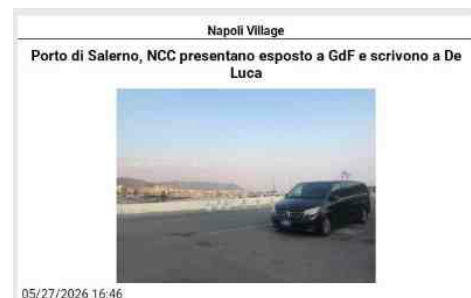 Napoli Village
Porto di Salerno, NCC presentano esposto a GdF e scrivono a De
Luca
05/27/2026 16:46